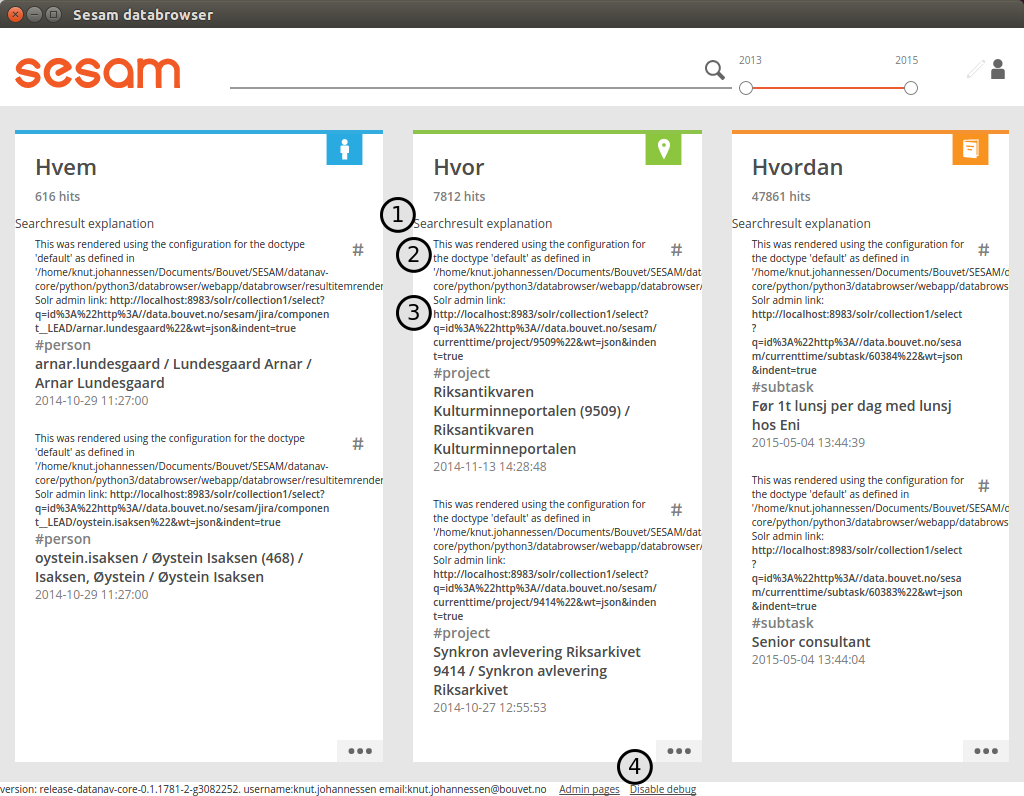 Sesam databrowser
sesam
2013
2015
Hvem
616 hits
Searchresult explanation
This was rendered using the configuration for the doctype
'default' as defined in
'/home/knut.johannessen/Documents/Bouvet/SESAM/datanav-
core/python/python3/databrowser/webapp/databrowser/resultitemrender
Solr admin link: http://localhost:8983/solr/collection1/select?
q=id%3A%22http%3A//data.bouvet.no/sesam/jira/componen
t__LEAD/arnar.lundesgaard%22&wt=json&indent=true
#
#person
arnar.lundesgaard / Lundesgaard Arnar /
Arnar Lundesgaard
2014-10-29 11:27:00
This was rendered using the configuration for the doctype
'default' as defined in
'/home/knut.johannessen/Documents/Bouvet/SESAM/datanav-
core/python/python3/databrowser/webapp/databrowser/resultitemrender
Solr admin link: http://localhost:8983/solr/collection1/select?
q=id%3A%22http%3A//data.bouvet.no/sesam/jira/componen
t__LEAD/oystein.isaksen%22&wt=json&indent=true
#
#person
oystein.isaksen / Øystein Isaksen (468) /
Isaksen, Øystein / Øystein Isaksen
2014-10-29 11:27:00
Hvor
7812 hits
1
Searchresult explanation
2
This was rendered using the configuration for
the doctype 'default' as defined in
'/home/knut.johannessen/Documents/Bouvet/SESAM/dat
core/python/python3/databrowser/webapp/databrowser/
3
Solr admin link:
http://localhost:8983/solr/collection1/select?
q=id%3A%22http%3A//data.bouvet.no/sesam/
currenttime/project/9509%22&wt=json&inden
t=true
#
#project
Riksantikvaren
Kulturminneportalen (9509) /
Riksantikvaren
Kulturminneportalen
2014-11-13 14:28:48
This was rendered using the configuration for
the doctype 'default' as defined in
'/home/knut.johannessen/Documents/Bouvet/SESAM/dat
core/python/python3/databrowser/webapp/databrowser/
Solr admin link:
http://localhost:8983/solr/collection1/select?
q=id%3A%22http%3A//data.bouvet.no/sesam/
currenttime/project/9414%22&wt=json&inden
t=true
#
#project
Synkron avlevering Riksarkivet
9414 / Synkron avlevering
Riksarkivet
2014-10-27 12:55:53
Hvordan
47861 hits
Searchresult explanation
This was rendered using the configuration for
the doctype 'default' as defined in
'/home/knut.johannessen/Documents/Bouvet/SESAM/d
core/python/python3/databrowser/webapp/databrows
Solr admin link:
http://localhost:8983/solr/collection1/select
?
q=id%3A%22http%3A//data.bouvet.no/sesa
m/currenttime/subtask/60384%22&wt=json
&indent=true
#
#subtask
Før 1t lunsj per dag med lunsj
hos Eni
2015-05-04 13:44:39
This was rendered using the configuration for
the doctype 'default' as defined in
'/home/knut.johannessen/Documents/Bouvet/SESAM/d
core/python/python3/databrowser/webapp/databrows
Solr admin link:
http://localhost:8983/solr/collection1/select
?
q=id%3A%22http%3A//data.bouvet.no/sesa
m/currenttime/subtask/60383%22&wt=json
&indent=true
#
#subtask
Senior consultant
2015-05-04 13:44:04
4
version: release-datanav-core-0.1.1781-2-g3082252. username:knut.johannessen email:knut.johannessen@bouvet.no Admin pages Disable debug